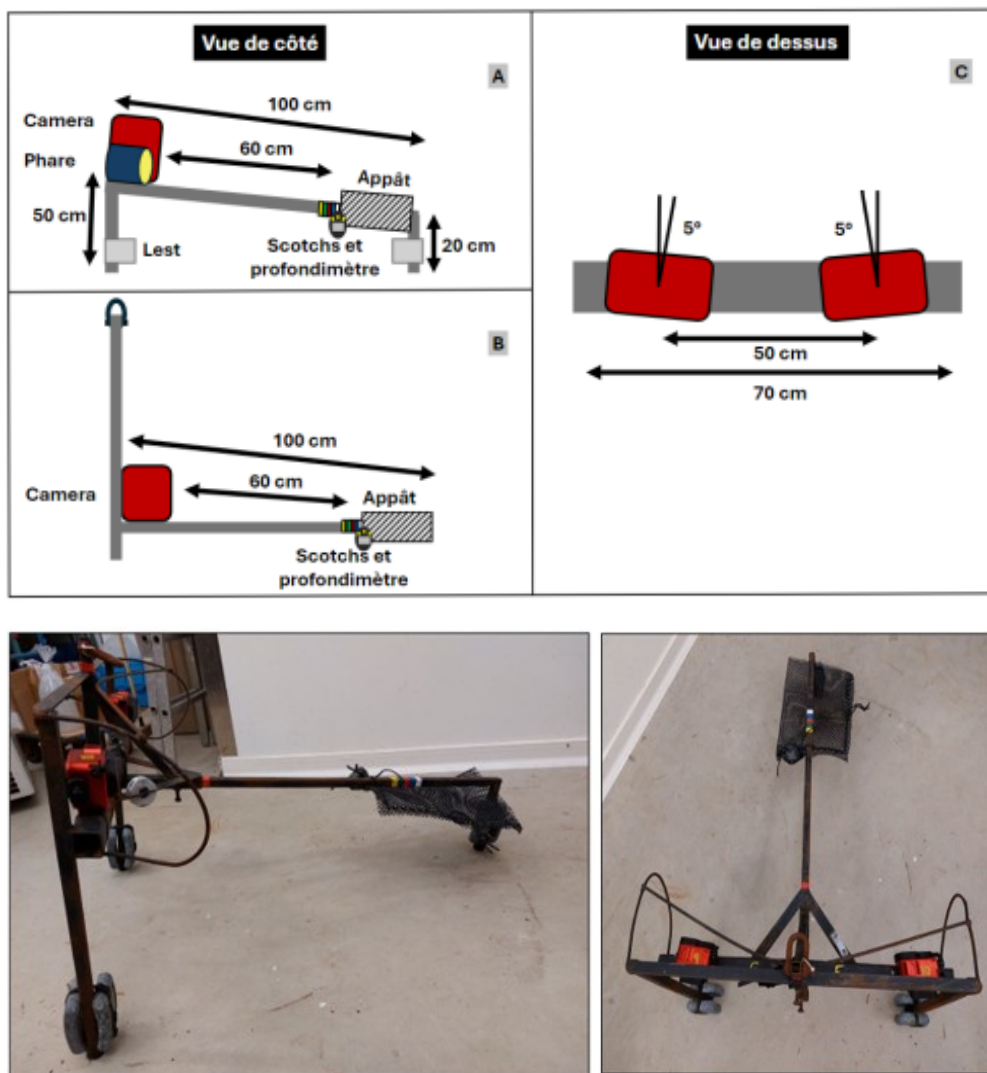 Vue de côté
A
100 cm
Camera
60 cm
Phare
Appât
50 cm
Lest
Scotchs et
profondimètre
20 cm
B
100 cm
60 cm
Camera
Appât
Scotchs et
profondimètre
Vue de dessus
C
5°
5°
50 cm
70 cm